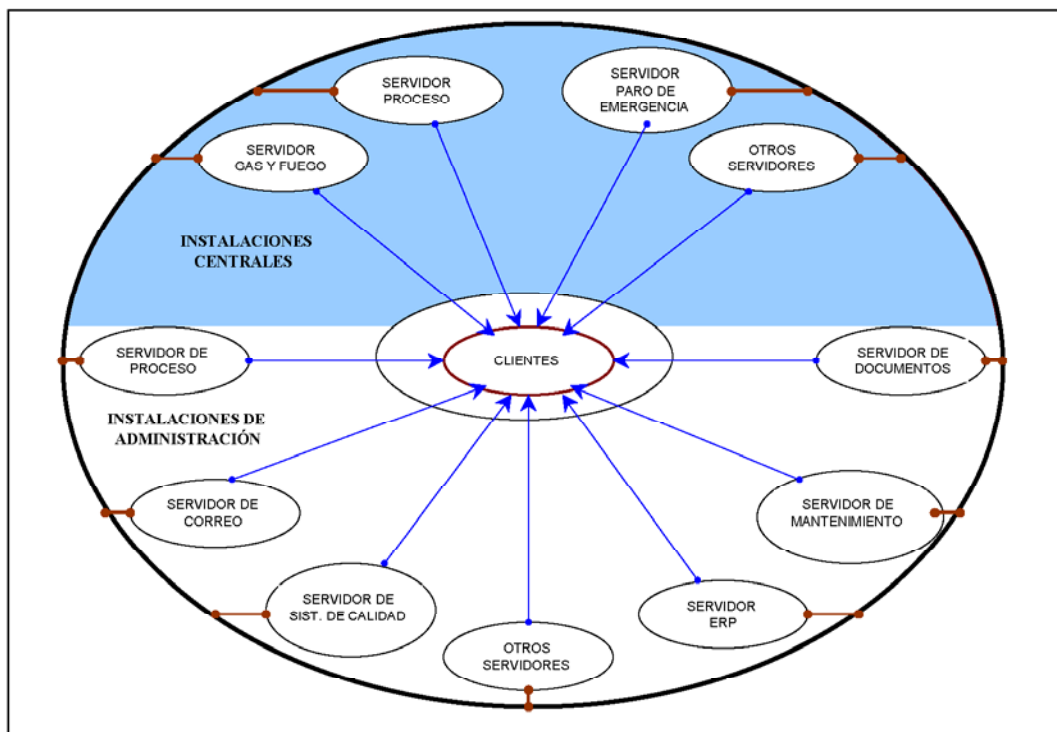 SERVIDOR
PROCESO
SERVIDOR
PARO DE
EMERGENCIA
SERVIDOR
GAS Y FUEGO
OTROS
SERVIDORES
INSTALACIONES
CENTRALES
SERVIDOR DE
PROCESO
CLIENTES
SERVIDOR DE
DOCUMENTOS
INSTALACIONES DE
ADMINISTRACIÓN
SERVIDOR DE
CORREO
SERVIDOR DE
MANTENIMIENTO
SERVIDOR DE
SIST. DE CALIDAD
OTROS
SERVIDORES
SERVIDOR
ERP